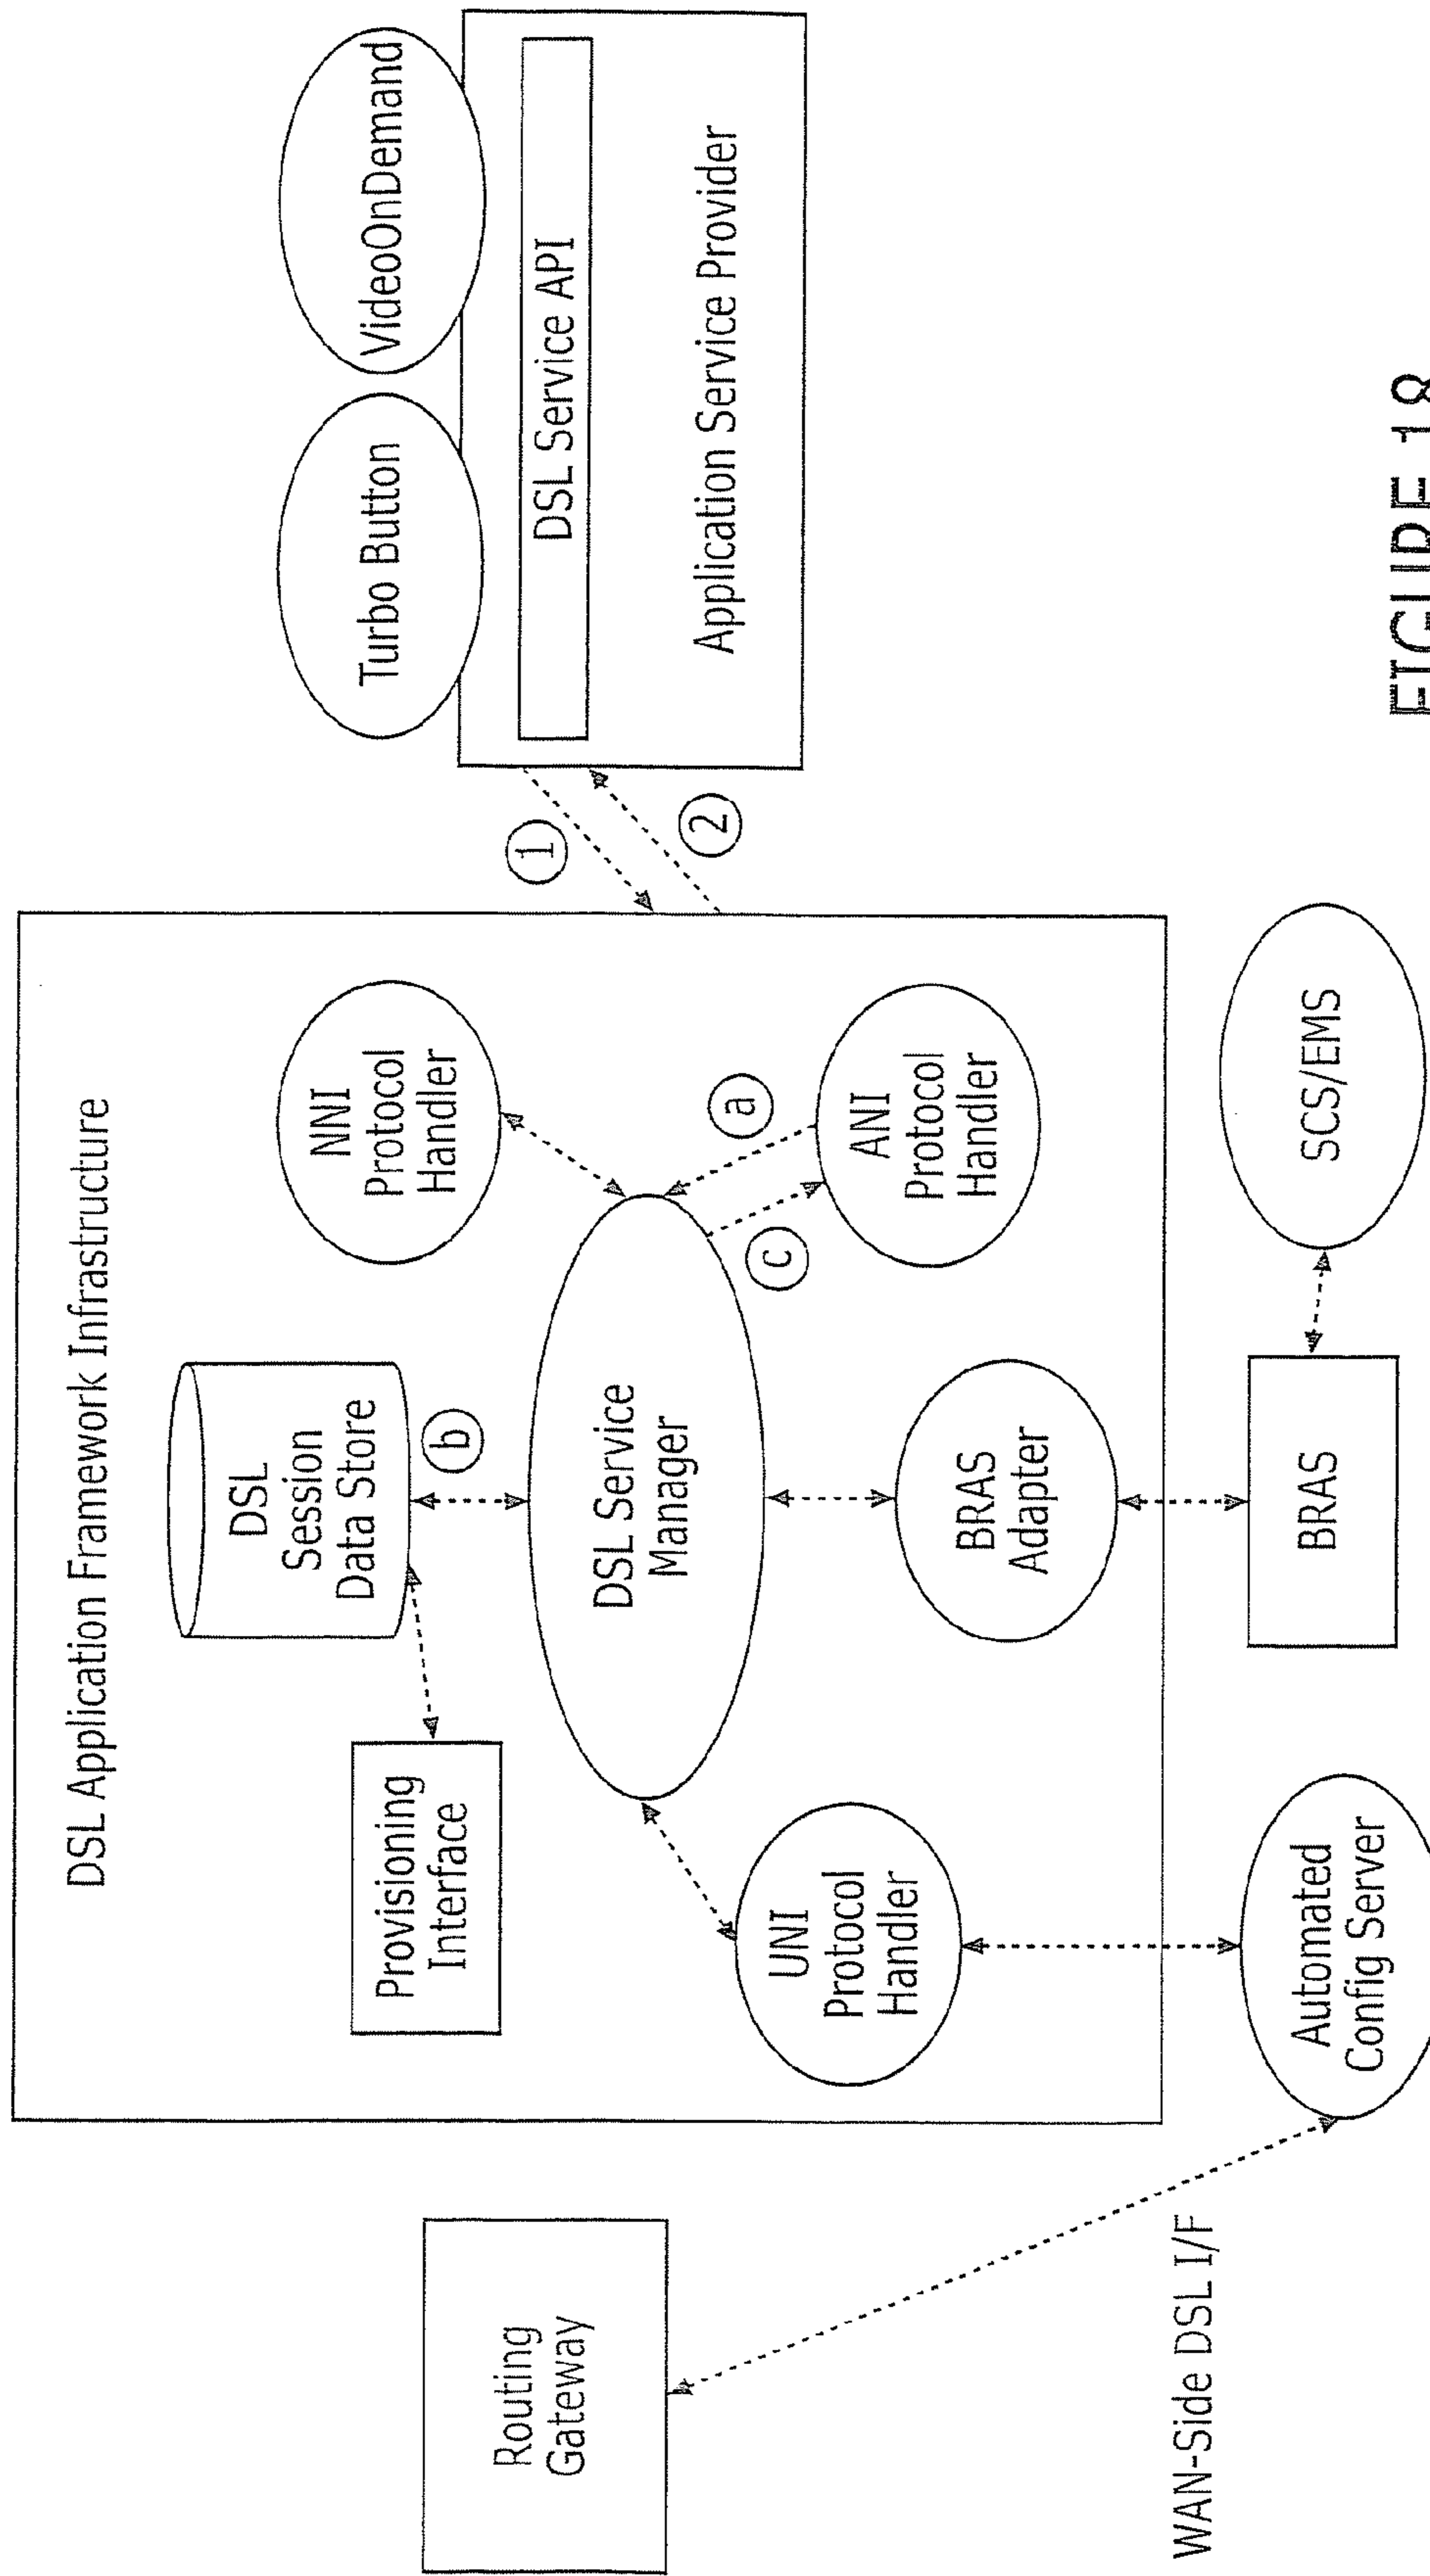 DSL Application Framework Infrastructure
Routing
Gateway
WAN-Side DSL I/F
Provisioning
Interface
DSL
Session
Data Store
b
NNI
Protocol
Handler
DSL Service
Manager
a
c
UNI
Protocol
Handler
BRAS
Adapter
ANI
Protocol
Handler
Automated
Config Server
BRAS
SCS/EMS
1
2
Turbo Button
VideoOnDemand
DSL Service API
Application Service Provider
FIGURE 18